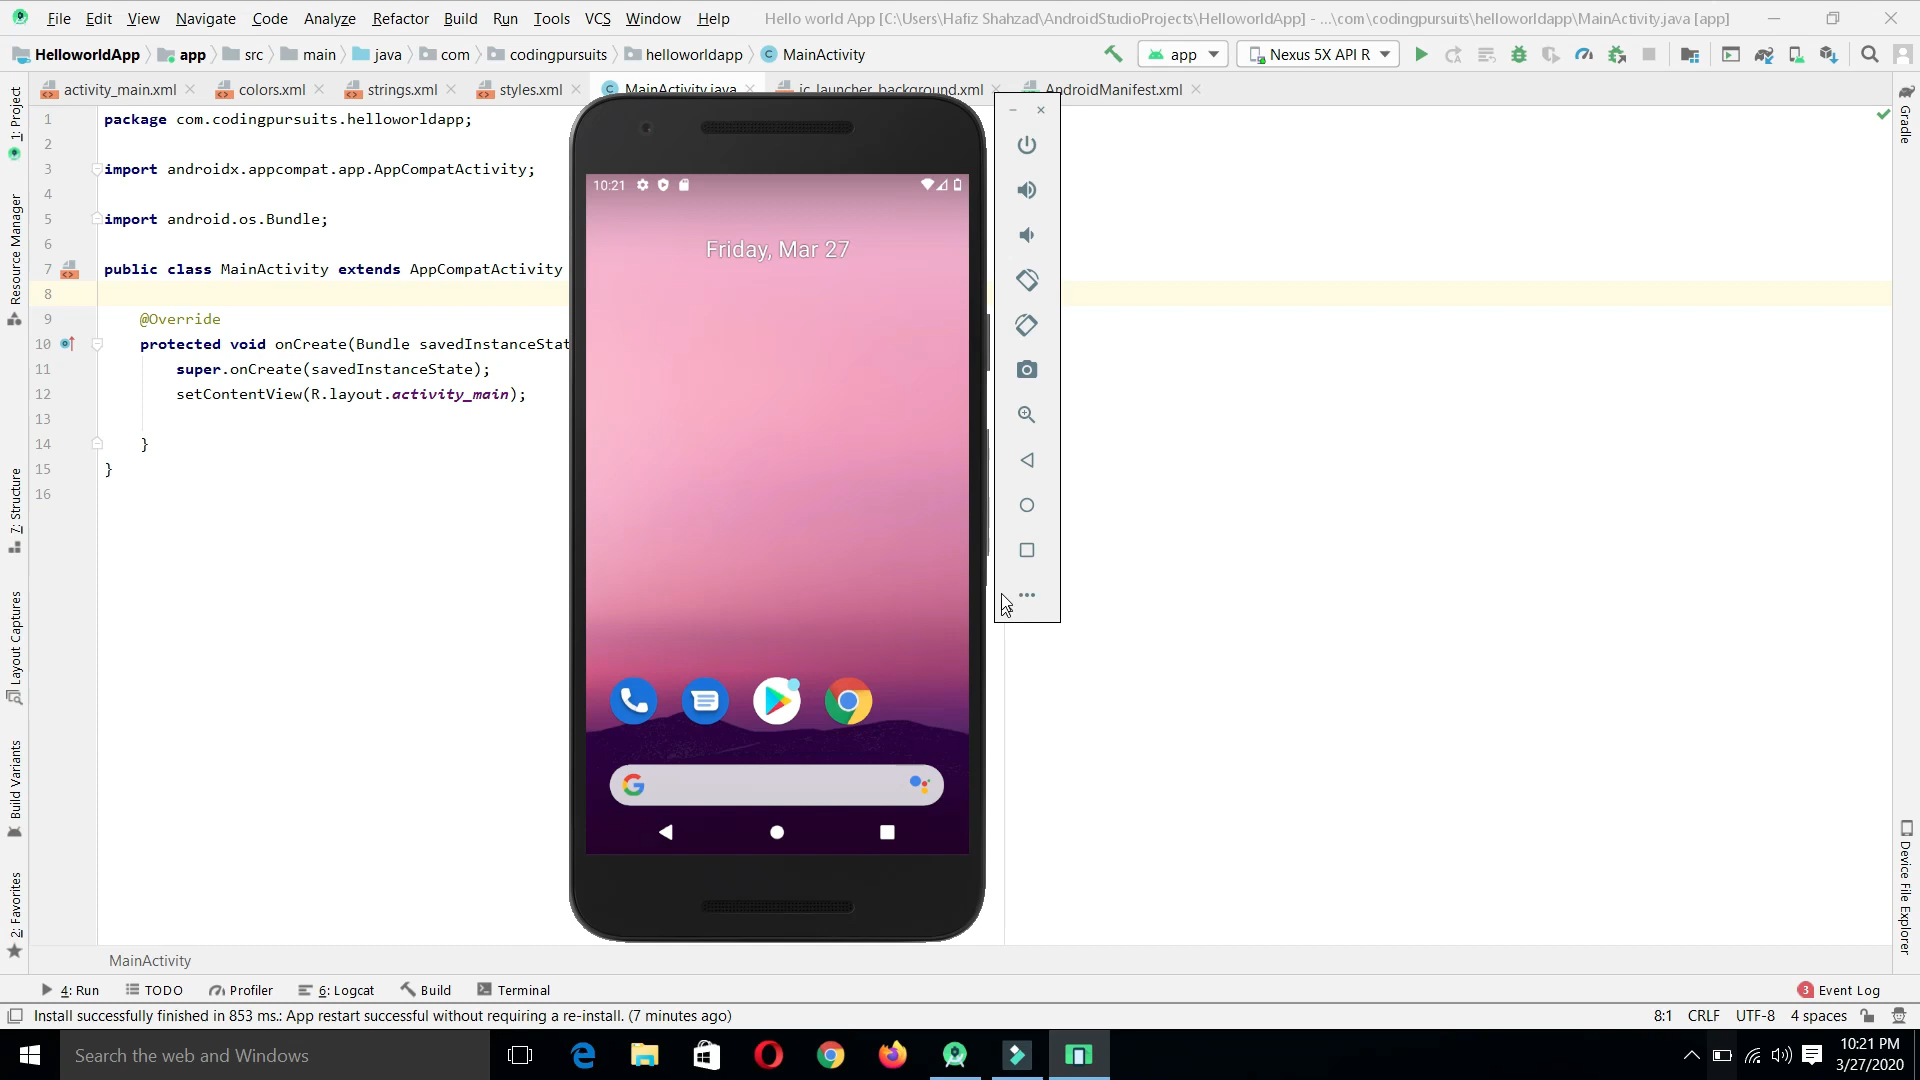 File Edit View Navigate Code Analyze Refactor Build Run Tools VCS Window Help Hello world App [C:\Users\Hafiz Shahzad\AndroidStudioProjects\HelloworldApp] - ...\com\codingpursuits\helloworldapp\MainActivity.java [app]
HelloworldApp app src main java com codingpursuits helloworldapp MainActivity app Nexus 5X API R
activity_main.xml colors.xml strings.xml styles.xml MainActivity.java ic_launcher_background.xml AndroidManifest.xml
1 package com.codingpursuits.helloworldapp;
2
3 import androidx.appcompat.app.AppCompatActivity;
4
5 import android.os.Bundle;
6
7 public class MainActivity extends AppCompatActivity
8
9 @Override
10 protected void onCreate(Bundle savedInstanceStat
11 super.onCreate(savedInstanceState);
12 setContentView(R.layout.activity_main);
13
14 }
15 }
16
1: Project
Resource Manager
7: Structure
Layout Captures
Build Variants
2: Favorites
10:21
Friday, Mar 27
Gradle
Device File Explorer
MainActivity
4: Run TODO Profiler 6: Logcat Build Terminal 3 Event Log
Install successfully finished in 853 ms.: App restart successful without requiring a re-install. (7 minutes ago) 8:1 CRLF UTF-8 4 spaces
Search the web and Windows
10:21 PM
3/27/2020